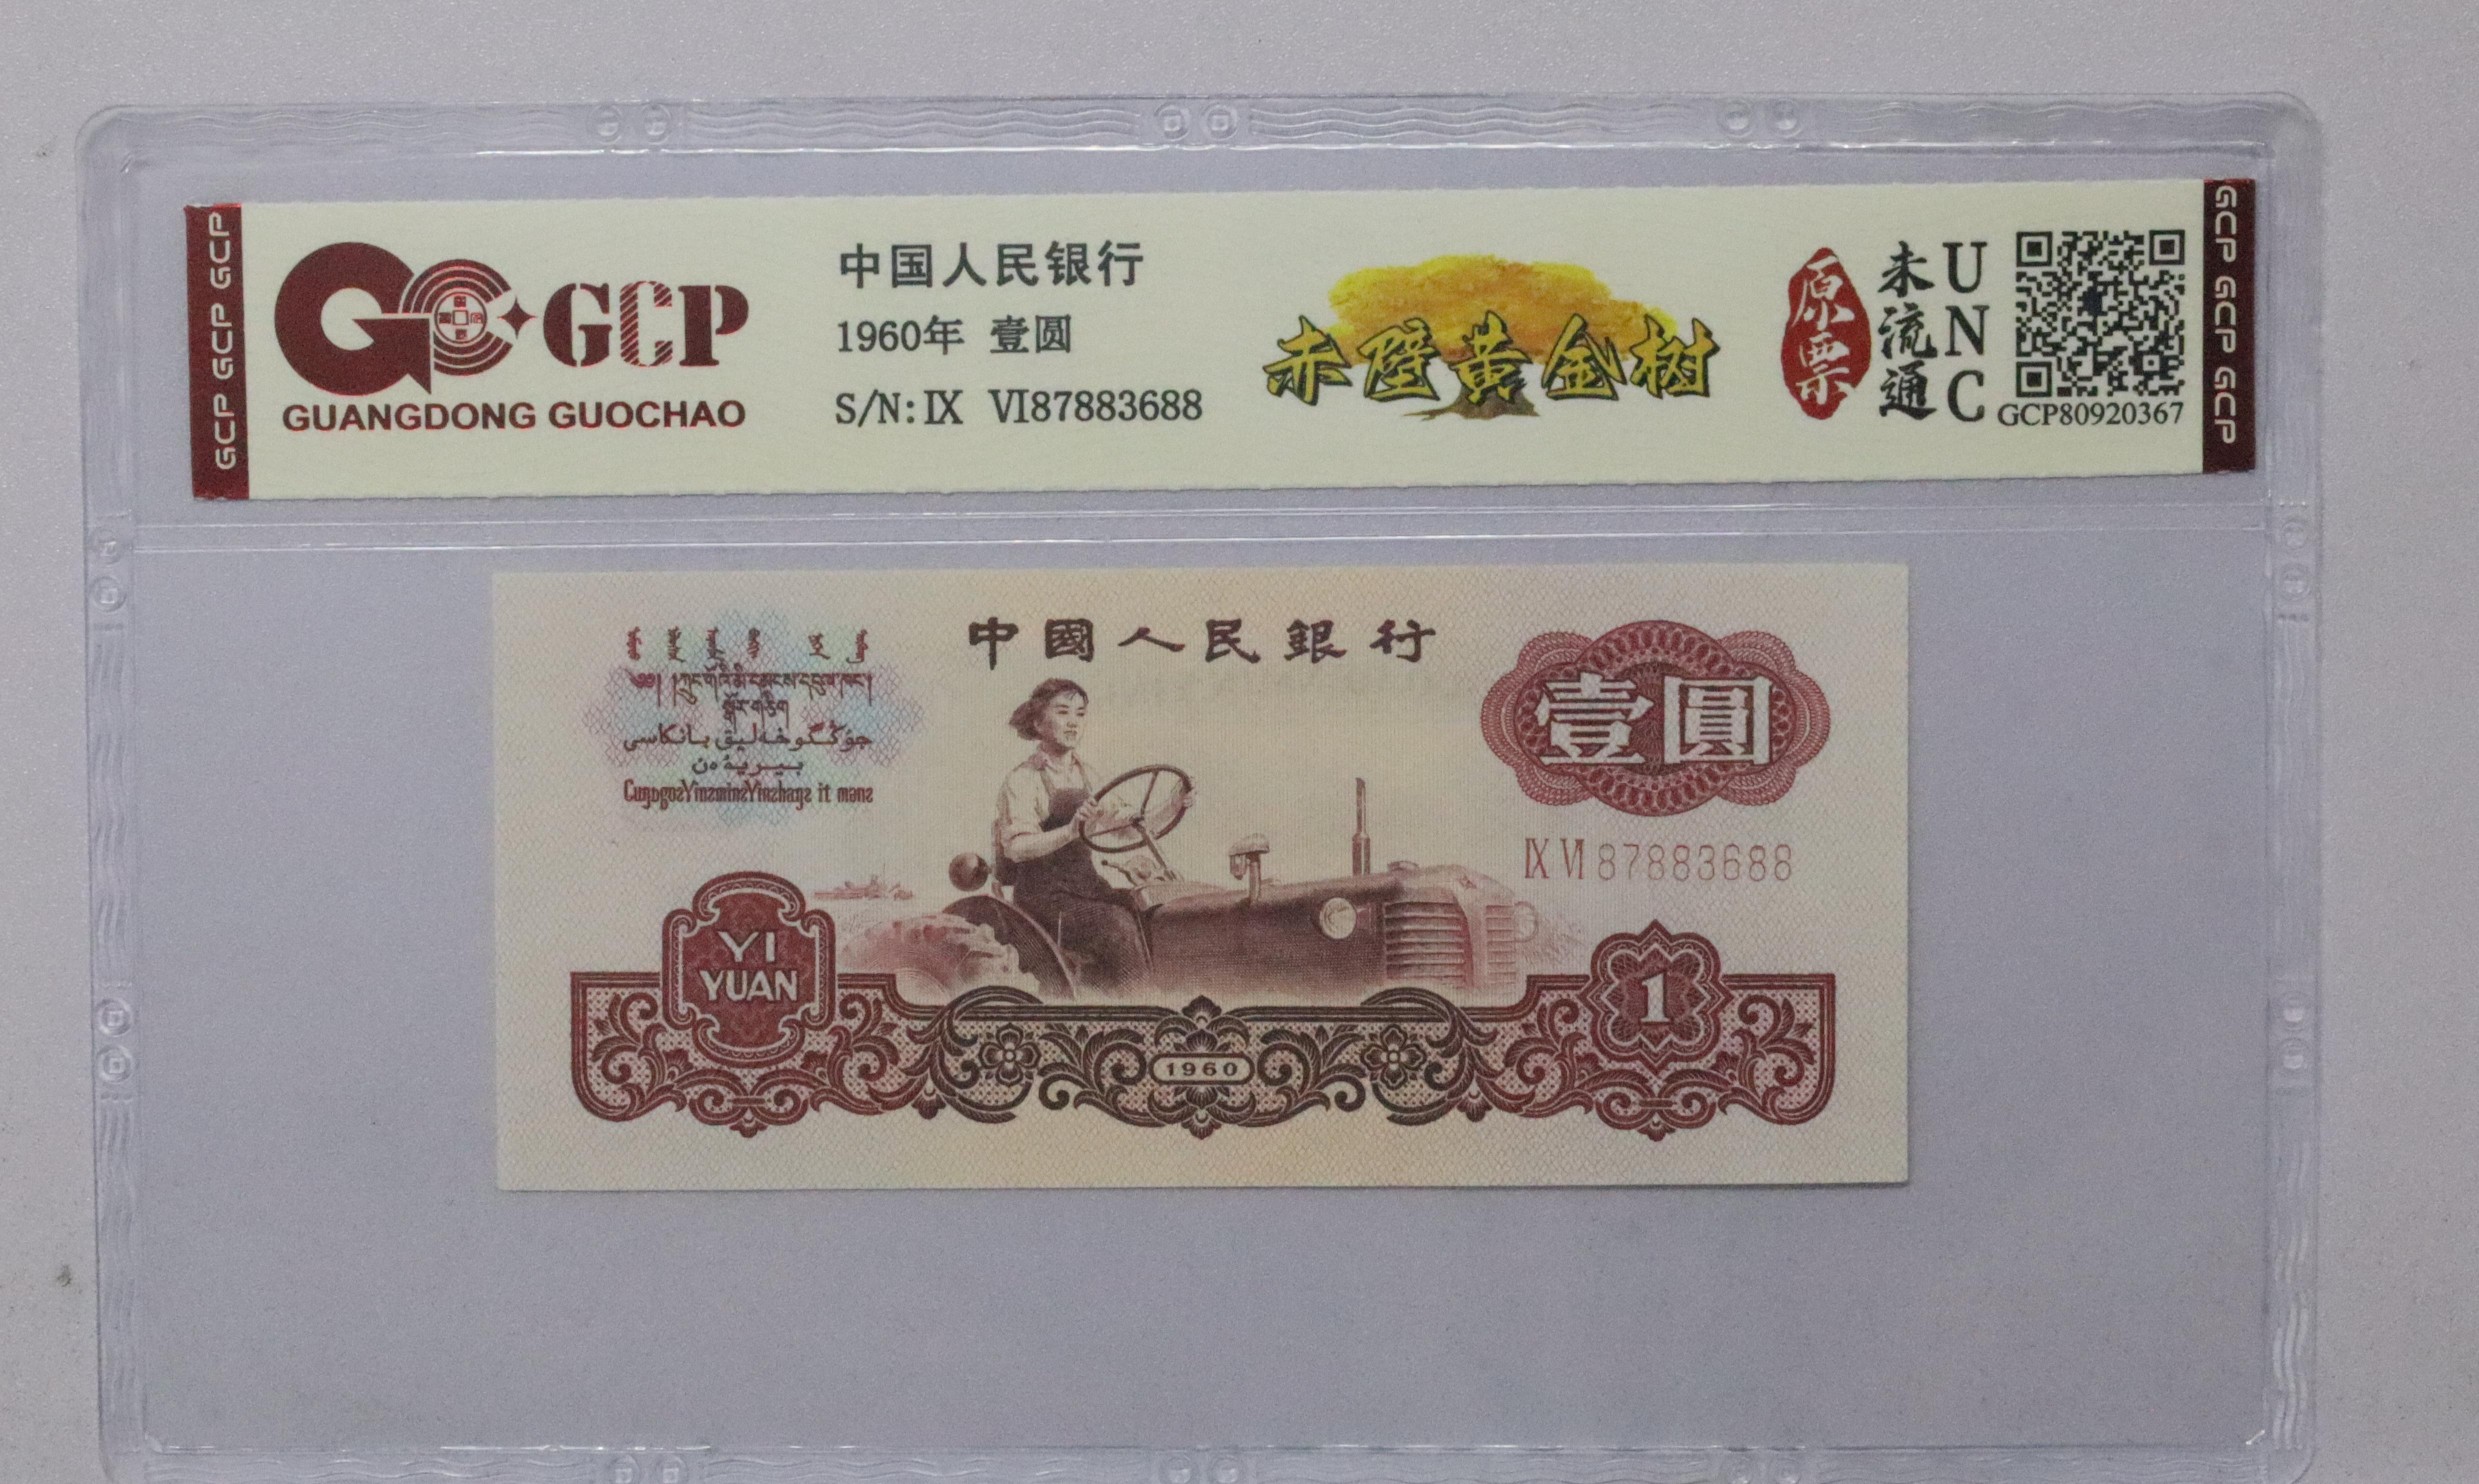 GCP GCP GCP
GCP
GUANGDONG GUOCHAO
中国人民银行
1960年 壹圆
S/N: IX VI87883688
赤壁黄金树
原票
未流通
UNC
GCP80920367
GCP GCP GCP
中國人民銀行
壹圓
IX VI 87883688
YI
YUAN
1960
1